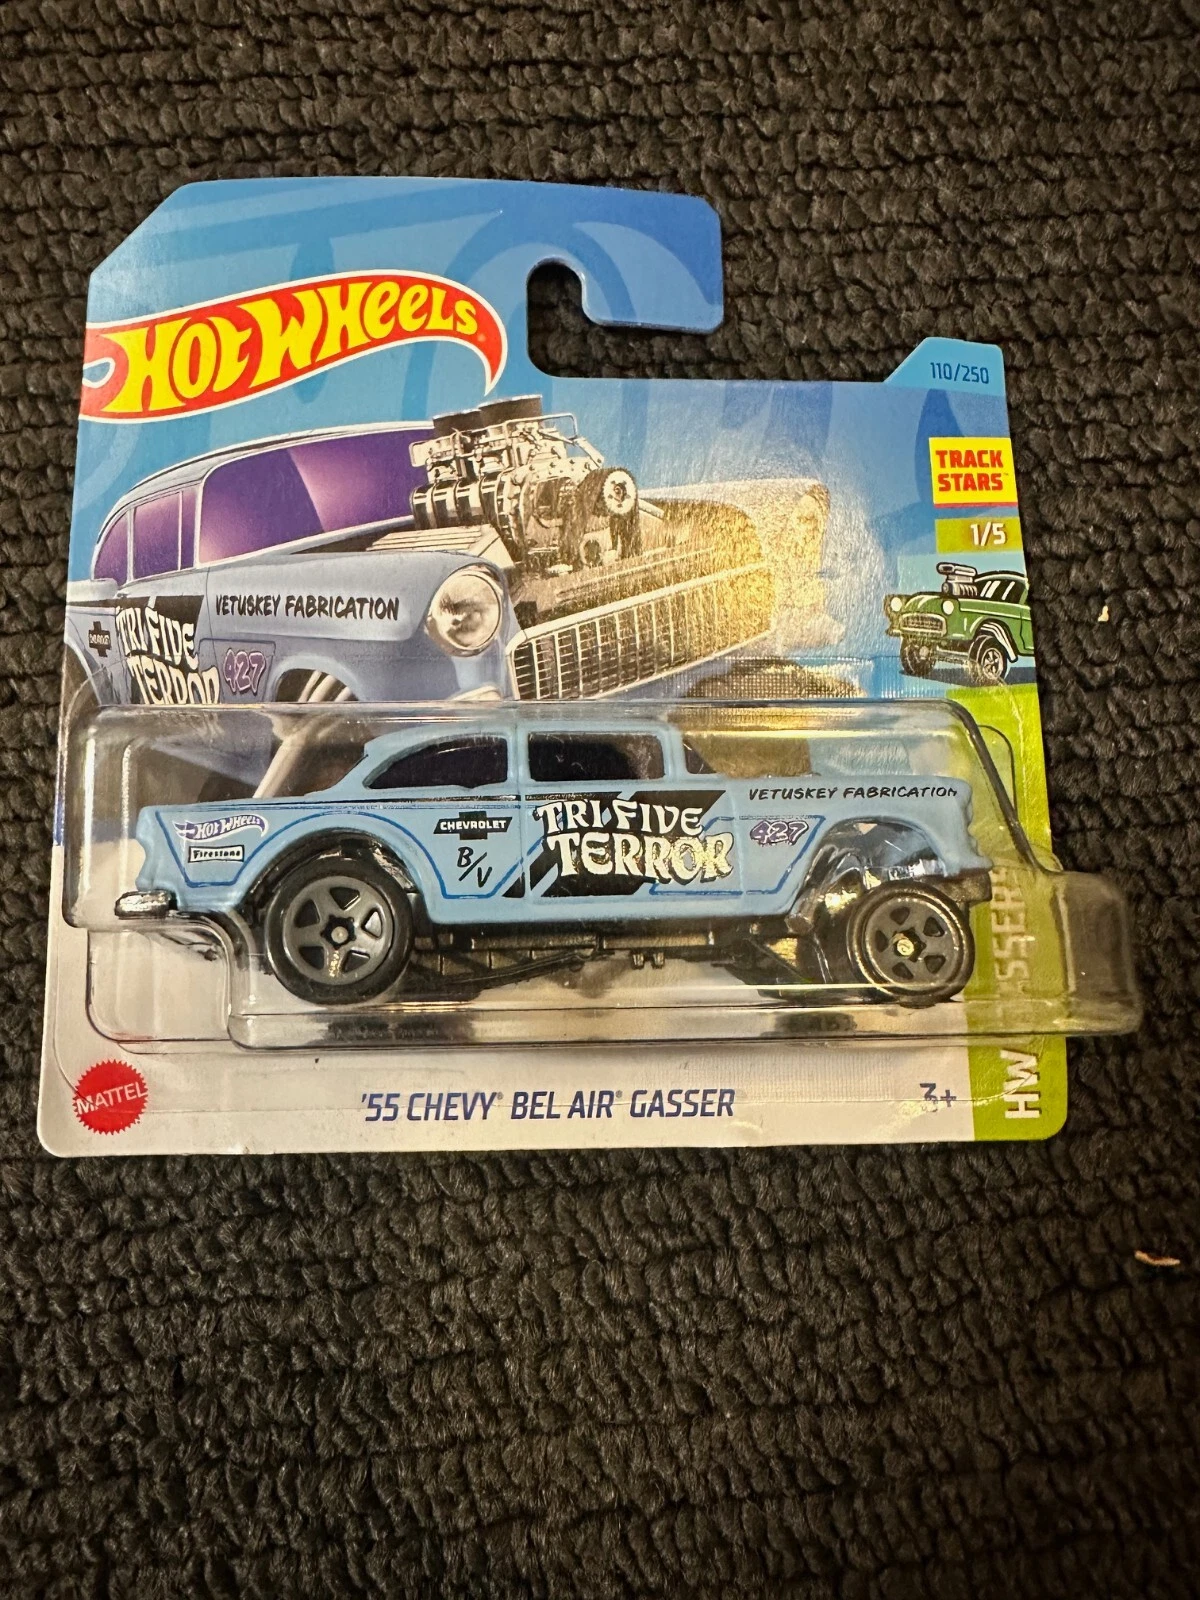 HOT WHEELS
110/250
TRACK
STARS™
1/5
VETUSKEY FABRICATION
TRI FIVE
TERROR
427
VETUSKEY FABRICATION
HOT WHEELS
Firestone
CHEVROLET
B/V
TRI FIVE
TERROR
427
HW
MATTEL
'55 CHEVY® BEL AIR® GASSER
3+